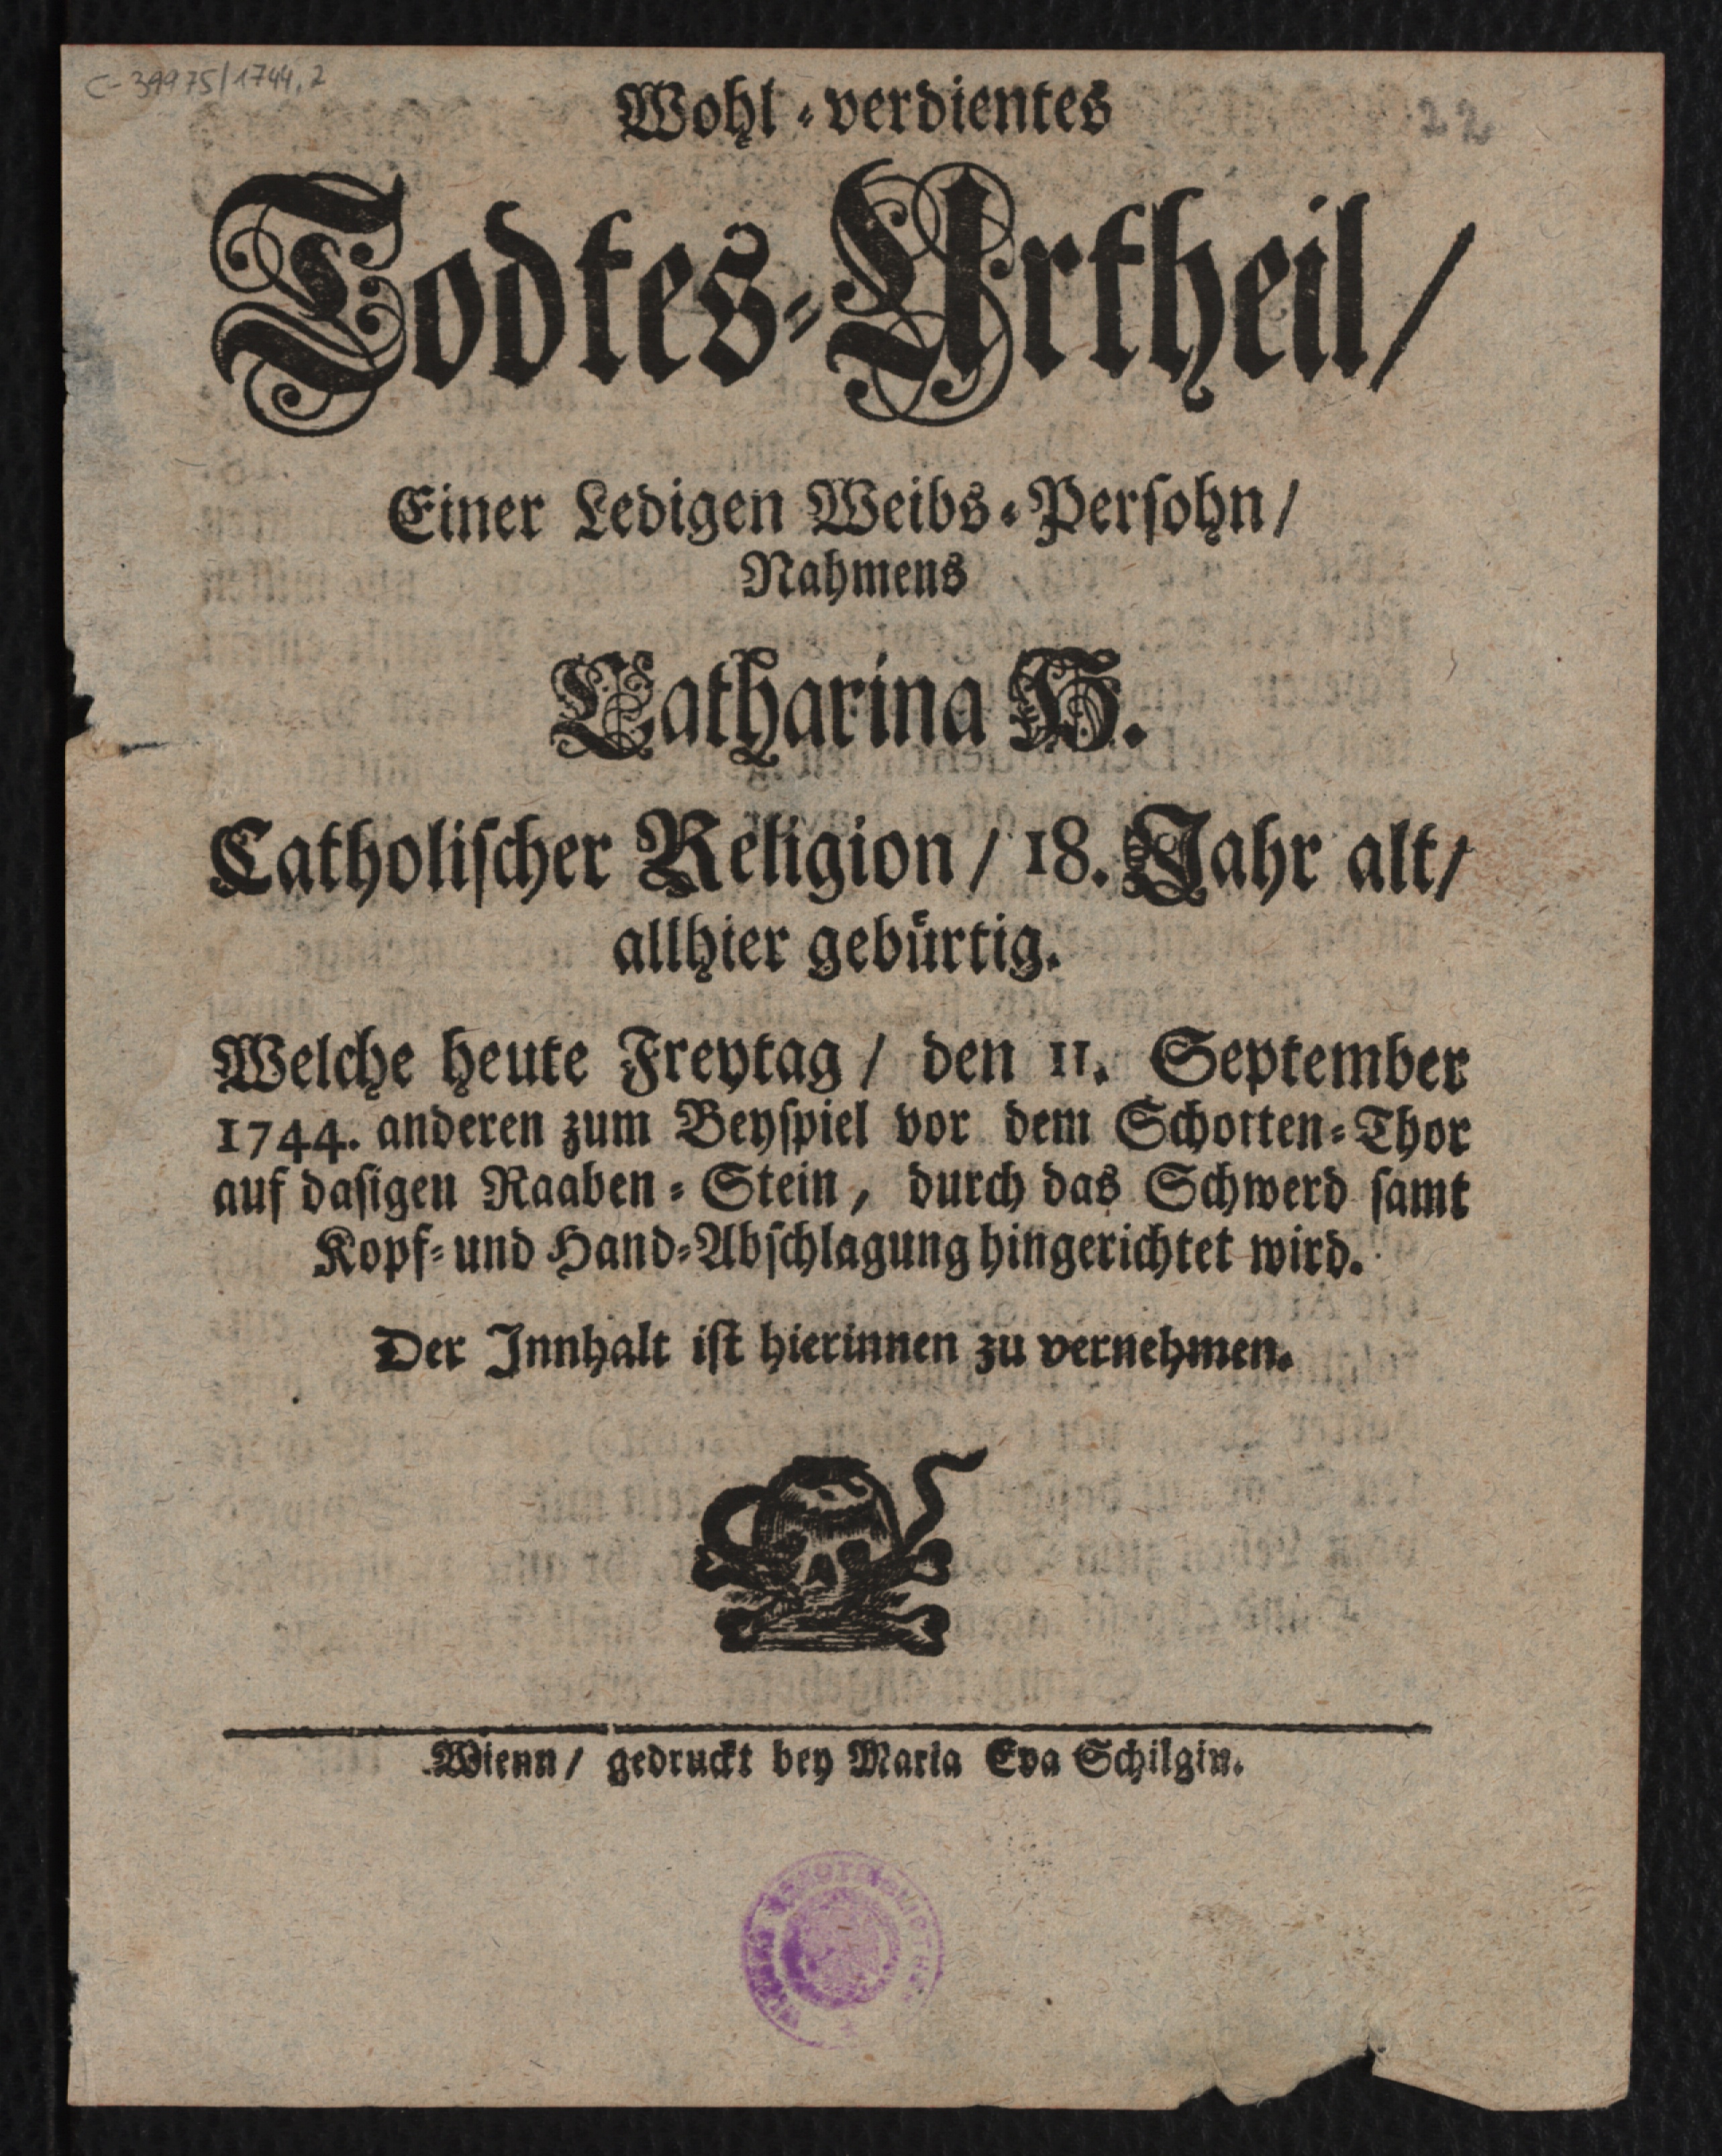 C-39975/1744,2
22
Wohl-verdientes
Todtes-Urtheil/
Einer Ledigen Weibs-Persohn/
Nahmens
Catharina H.
Catholischer Religion/ 18. Jahr alt/
allhier gebürtig.
Welche heute Freytag/ den 11. September
1744. anderen zum Beyspiel vor dem Schotten-Thor
auf dasigen Raaben-Stein, durch das Schwerd samt
Kopf- und Hand-Abschlagung hingerichtet wird.
Der Innhalt ist hierinnen zu vernehmen.
Wienn/ gedruckt bey Maria Eva Schilgin.